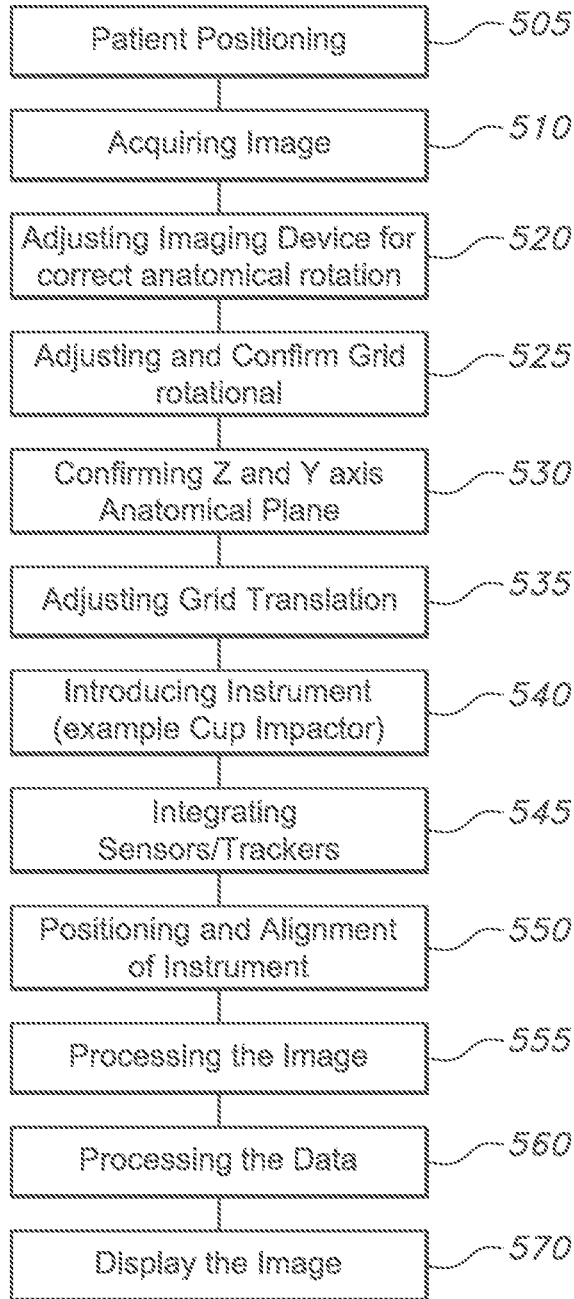 Patient Positioning 505
Acquiring Image 510
Adjusting Imaging Device for 520
correct anatomical rotation
Adjusting and Confirm Grid 525
rotational
Confirming Z and Y axis 530
Anatomical Plane
Adjusting Grid Translation 535
Introducing Instrument 540
(example Cup Impactor)
Integrating 545
Sensors/Trackers
Positioning and Alignment 550
of Instrument
Processing the Image 555
Processing the Data 560
Display the Image 570